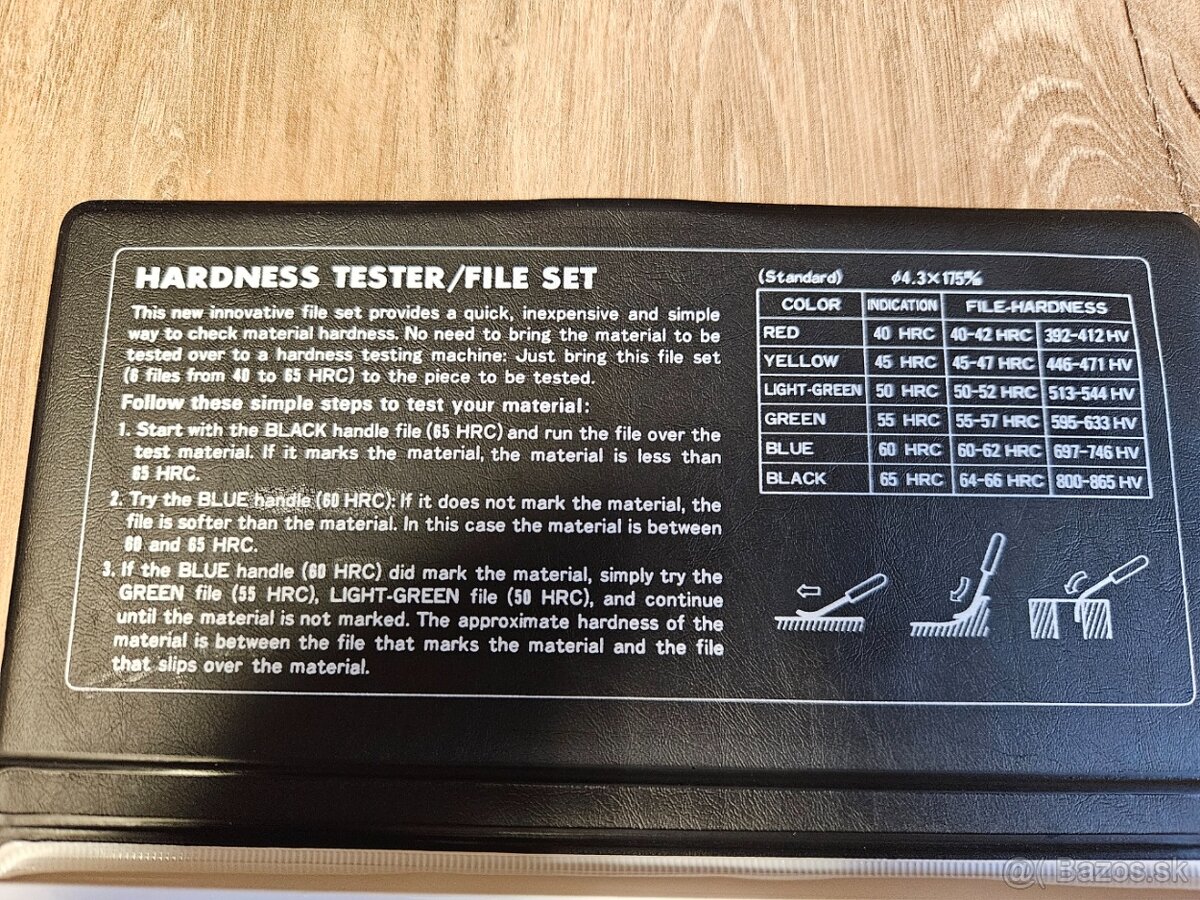 HARDNESS TESTER/FILE SET
This new innovative file set provides a quick, inexpensive and simple
way to check material hardness. No need to bring the material to be
tested over to a hardness testing machine: Just bring this file set
(6 files from 40 to 65 HRC) to the piece to be tested.
Follow these simple steps to test your material:
1. Start with the BLACK handle file (65 HRC) and run the file over the
test material. If it marks the material, the material is less than
65 HRC.
2. Try the BLUE handle (60 HRC): If it does not mark the material, the
file is softer than the material. In this case the material is between
60 and 65 HRC.
3. If the BLUE handle (60 HRC) did mark the material, simply try the
GREEN file (55 HRC), LIGHT-GREEN file (50 HRC), and continue
until the material is not marked. The approximate hardness of the
material is between the file that marks the material and the file
that slips over the material.
(Standard) φ4.3×175㎜
COLOR INDICATION FILE-HARDNESS
RED 40 HRC 40-42 HRC 392-412 HV
YELLOW 45 HRC 45-47 HRC 446-471 HV
LIGHT-GREEN 50 HRC 50-52 HRC 513-544 HV
GREEN 55 HRC 55-57 HRC 595-633 HV
BLUE 60 HRC 60-62 HRC 697-746 HV
BLACK 65 HRC 64-66 HRC 800-865 HV
Bazos.sk